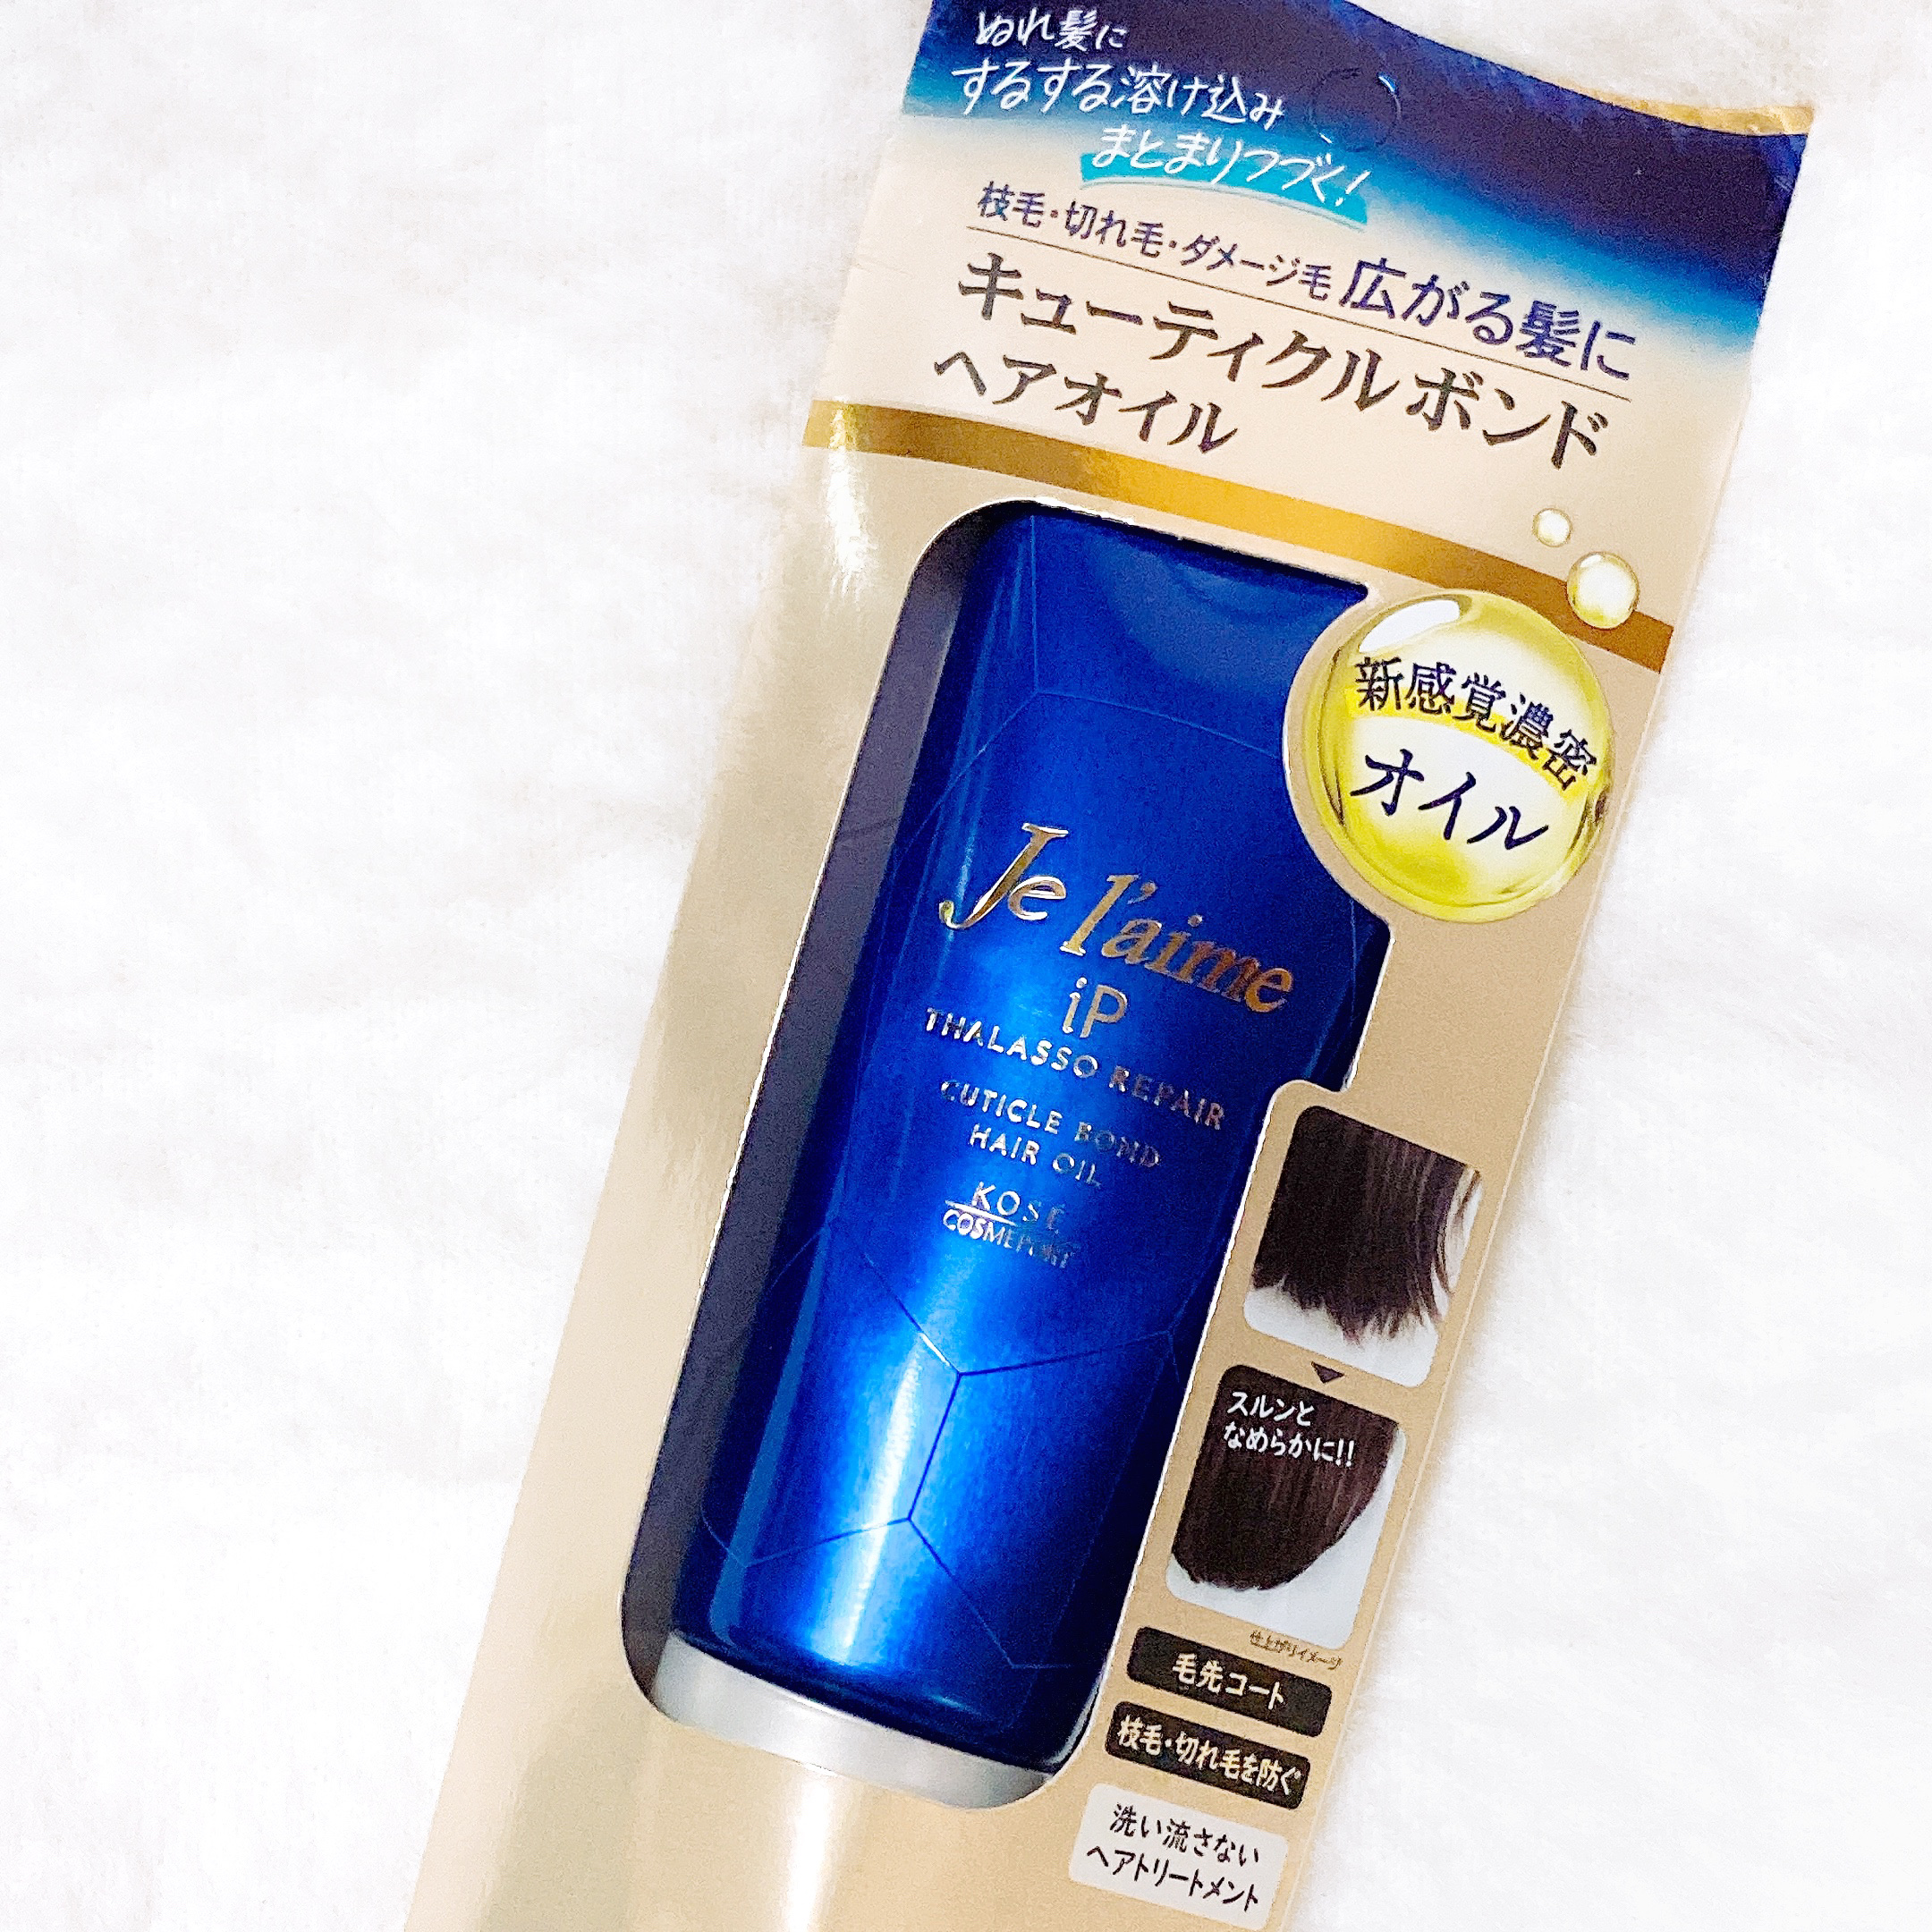 ぬれ髪に
するする溶け込み
まとまりつづく!
枝毛・切れ毛・ダメージ毛 広がる髪に
キューティクルボンド
ヘアオイル
新感覚濃密
オイル
Je l'aime
iP
THALASSO REPAIR
CUTICLE BOND
HAIR OIL
KOSÉ
COSMEPORT
スルンと
なめらかに!!
仕上がりイメージ
毛先コート
枝毛・切れ毛を防ぐ
洗い流さない
ヘアトリートメント